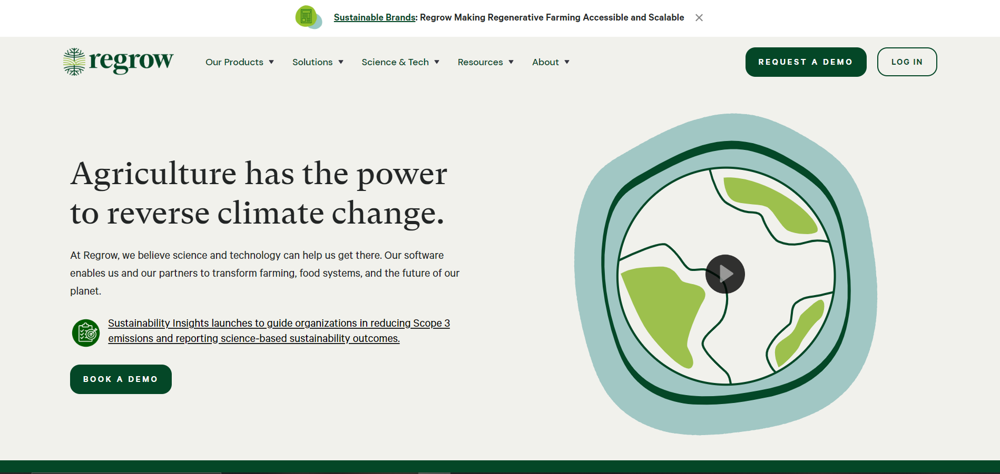 Sustainable Brands: Regrow Making Regenerative Farming Accessible and Scalable
regrow
Our Products
Solutions
Science & Tech
Resources
About
REQUEST A DEMO
LOG IN
Agriculture has the power
to reverse climate change.
At Regrow, we believe science and technology can help us get there. Our software
enables us and our partners to transform farming, food systems, and the future of our
planet.
Sustainability Insights launches to guide organizations in reducing Scope 3
emissions and reporting science-based sustainability outcomes.
BOOK A DEMO